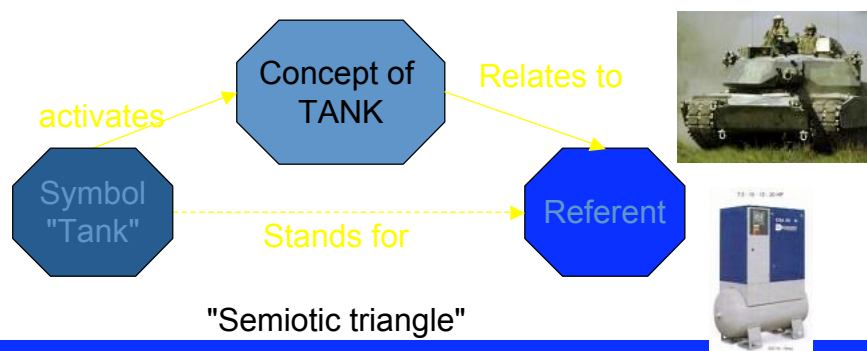 Concept of
TANK
Relates to
activates
Symbol
"Tank"
Referent
Stands for
"Semiotic triangle"